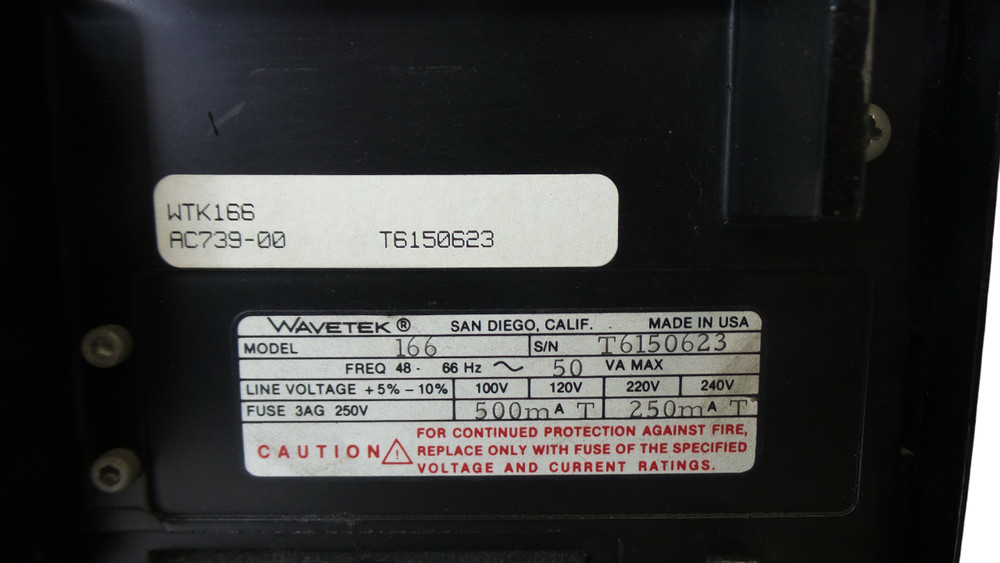 WTK166
AC739-00 T6150623
WAVETEK® SAN DIEGO, CALIF. MADE IN USA
MODEL 166 S/N T6150623
FREQ 48 - 66 Hz ~ 50 VA MAX
LINE VOLTAGE +5% – 10% 100V 120V 220V 240V
FUSE 3AG 250V 500mA T 250mA T
CAUTION ! FOR CONTINUED PROTECTION AGAINST FIRE,
REPLACE ONLY WITH FUSE OF THE SPECIFIED
VOLTAGE AND CURRENT RATINGS.